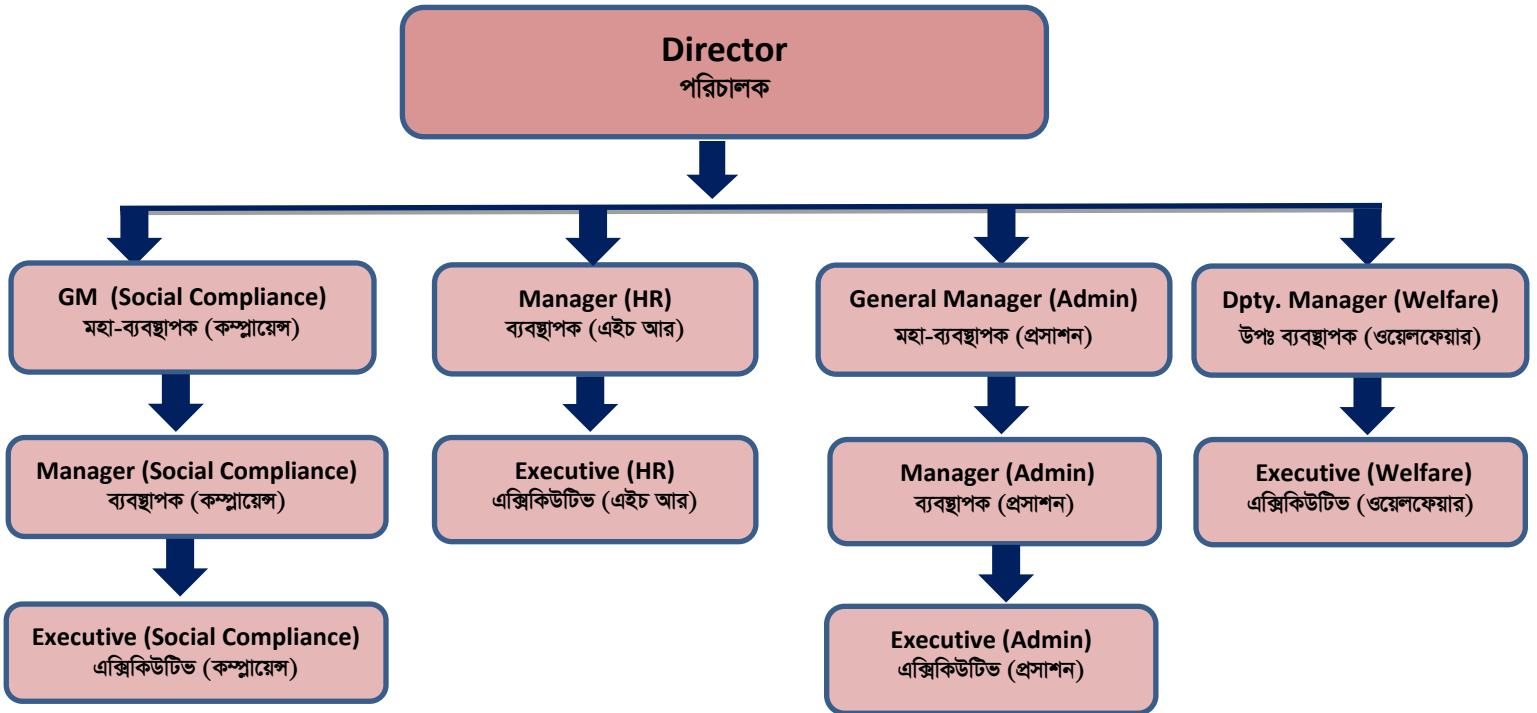 Director
পরিচালক
GM (Social Compliance)
মহা-ব্যবস্থাপক (কম্প্লায়েন্স)
Manager (HR)
ব্যবস্থাপক (এইচ আর)
General Manager (Admin)
মহা-ব্যবস্থাপক (প্রসাশন)
Dpty. Manager (Welfare)
উপঃ ব্যবস্থাপক (ওয়েলফেয়ার)
Manager (Social Compliance)
ব্যবস্থাপক (কম্প্লায়েন্স)
Executive (HR)
এক্সিকিউটিভ (এইচ আর)
Manager (Admin)
ব্যবস্থাপক (প্রসাশন)
Executive (Welfare)
এক্সিকিউটিভ (ওয়েলফেয়ার)
Executive (Social Compliance)
এক্সিকিউটিভ (কম্প্লায়েন্স)
Executive (Admin)
এক্সিকিউটিভ (প্রসাশন)